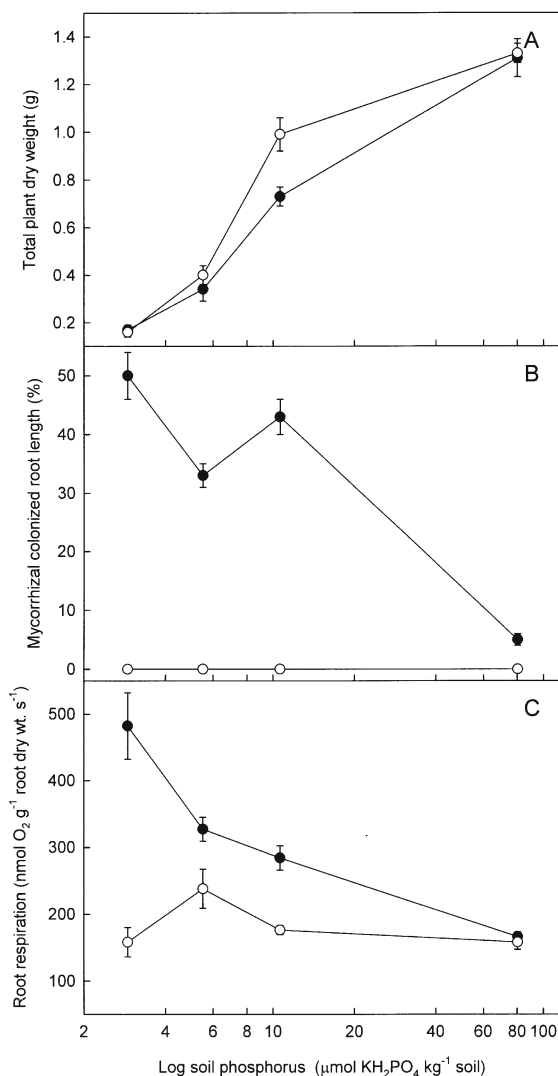 A
1.4
1.2
1.0
0.8
0.6
0.4
0.2
Total plant dry weight (g)
B
50
40
30
20
10
0
Mycorrhizal colonized root length (%)
C
500
400
300
200
100
Root respiration (nmol O₂ g⁻¹ root dry wt. s⁻¹)
2 4 6 8 10 20 40 60 80 100
Log soil phosphorus (μmol KH₂PO₄ kg⁻¹ soil)